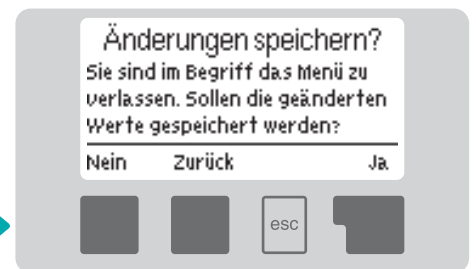 Änderungen speichern?
Sie sind im Begriff das Menü zu
verlassen. Sollen die geänderten
Werte gespeichert werden?
Nein Zurück Ja
esc